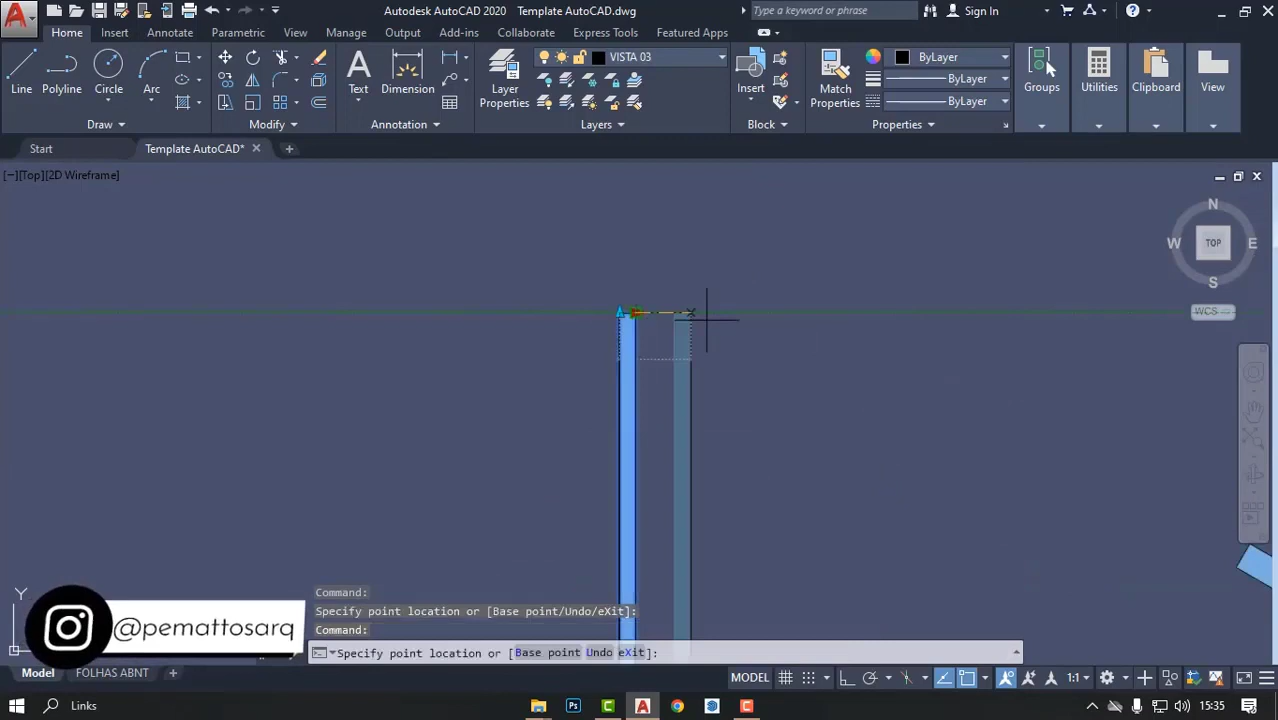 Autodesk AutoCAD 2020 Template AutoCAD.dwg
Type a keyword or phrase
Sign In
Home Insert Annotate Parametric View Manage Output Add-ins Collaborate Express Tools Featured Apps
VISTA 03
ByLayer
ByLayer
ByLayer
Line Polyline Circle Arc
Text Dimension
Layer Properties
Insert
Match Properties
Groups Utilities Clipboard View
Draw Modify Annotation Layers Block Properties
Start Template AutoCAD*
[−][Top][2D Wireframe]
N
W TOP E
S
WCS
Command:
Specify point location or [Base point/Undo/eXit]:
Command:
Specify point location or [Base point Undo eXit]:
Y
@pemattosarq
Model FOLHAS ABNT
MODEL 1:1
Links
15:35